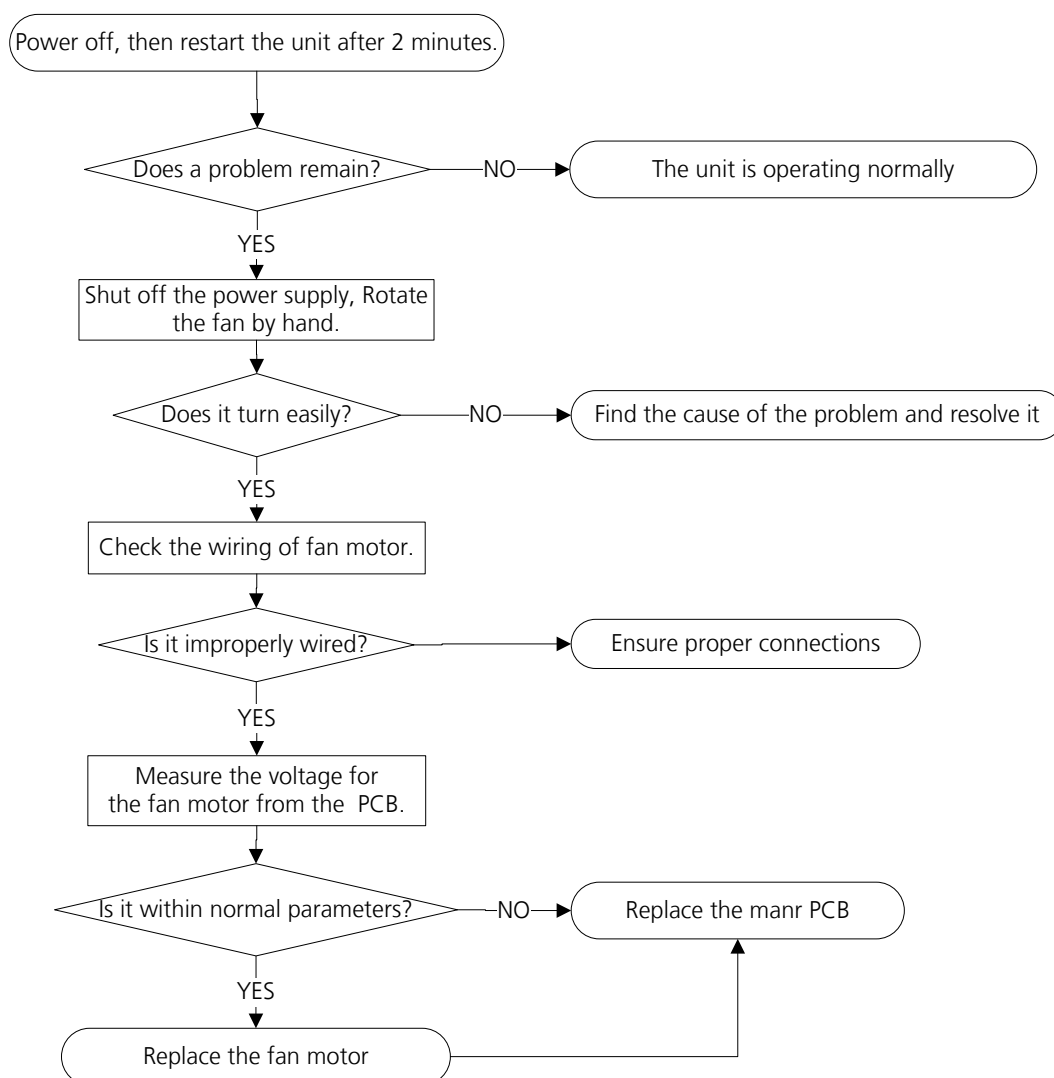 Power off, then restart the unit after 2 minutes.
Does a problem remain?
NO
The unit is operating normally
YES
Shut off the power supply, Rotate
the fan by hand.
Does it turn easily?
NO
Find the cause of the problem and resolve it
YES
Check the wiring of fan motor.
Is it improperly wired?
Ensure proper connections
YES
Measure the voltage for
the fan motor from the PCB.
Is it within normal parameters?
NO
Replace the manr PCB
YES
Replace the fan motor